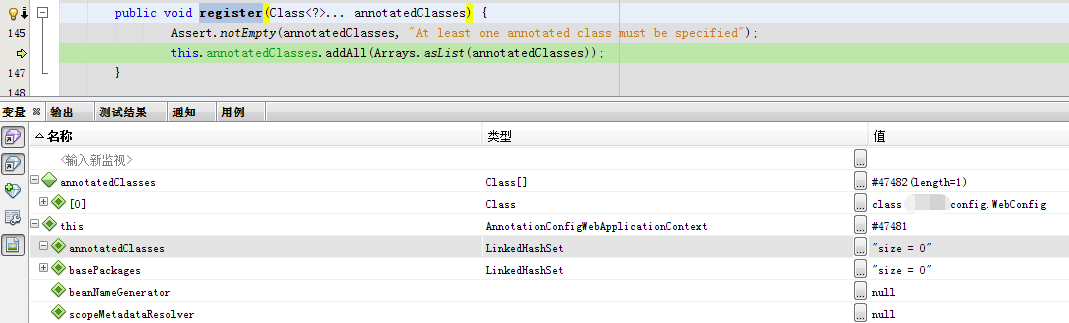 public void register(Class<?>... annotatedClasses) {
145 Assert.notEmpty(annotatedClasses, "At least one annotated class must be specified");
this.annotatedClasses.addAll(Arrays.asList(annotatedClasses));
147 }
148
变量 输出 测试结果 通知 用例
名称 类型 值
<输入新监视> ...
annotatedClasses Class[] ... #47482(length=1)
[0] Class ... class config.WebConfig
this AnnotationConfigWebApplicationContext ... #47481
annotatedClasses LinkedHashSet ... "size = 0"
basePackages LinkedHashSet ... "size = 0"
beanNameGenerator ... null
scopeMetadataResolver ... null